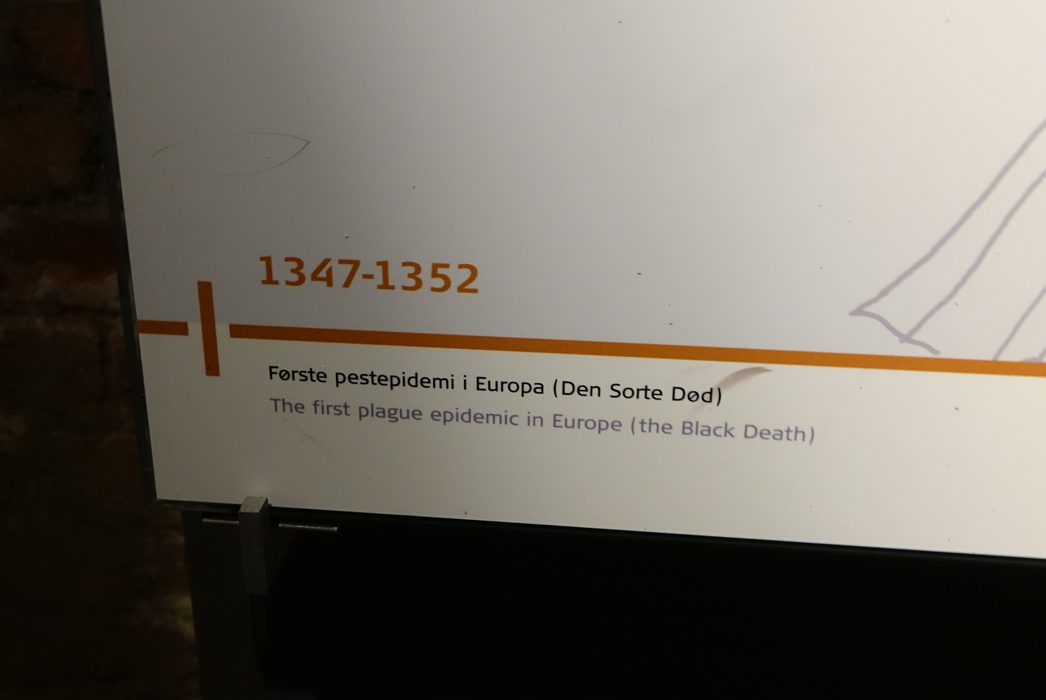 1347-1352
Første pestepidemi i Europa (Den Sorte Død)
The first plague epidemic in Europe (the Black Death)